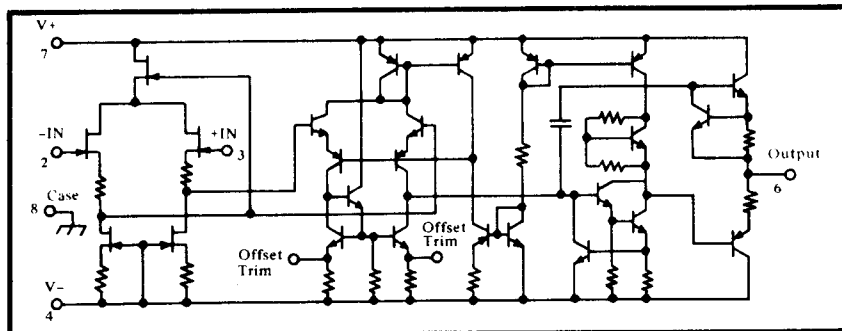 V+
7
-IN
2
+IN
3
Case
8
Offset
Trim
Offset
Trim
Output
6
V-
4